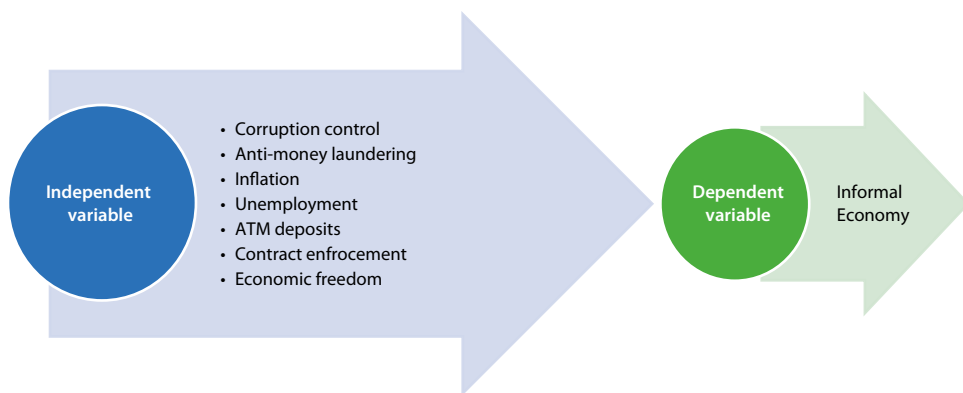 Independent
variable
• Corruption control
• Anti-money laundering
• Inflation
• Unemployment
• ATM deposits
• Contract enfrocement
• Economic freedom
Dependent
variable
Informal
Economy